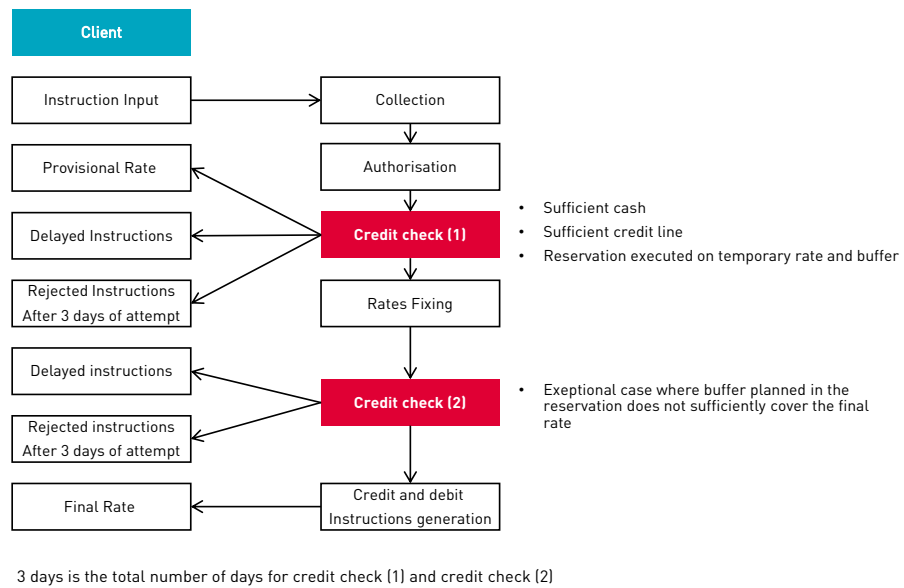 Client
Instruction Input
Collection
Provisional Rate
Authorisation
Delayed Instructions
Credit check (1)
• Sufficient cash
• Sufficient credit line
• Reservation executed on temporary rate and buffer
Rejected Instructions
After 3 days of attempt
Rates Fixing
Delayed instructions
Credit check (2)
• Exeptional case where buffer planned in the
reservation does not sufficiently cover the final
rate
Rejected instructions
After 3 days of attempt
Final Rate
Credit and debit
Instructions generation
3 days is the total number of days for credit check (1) and credit check (2)